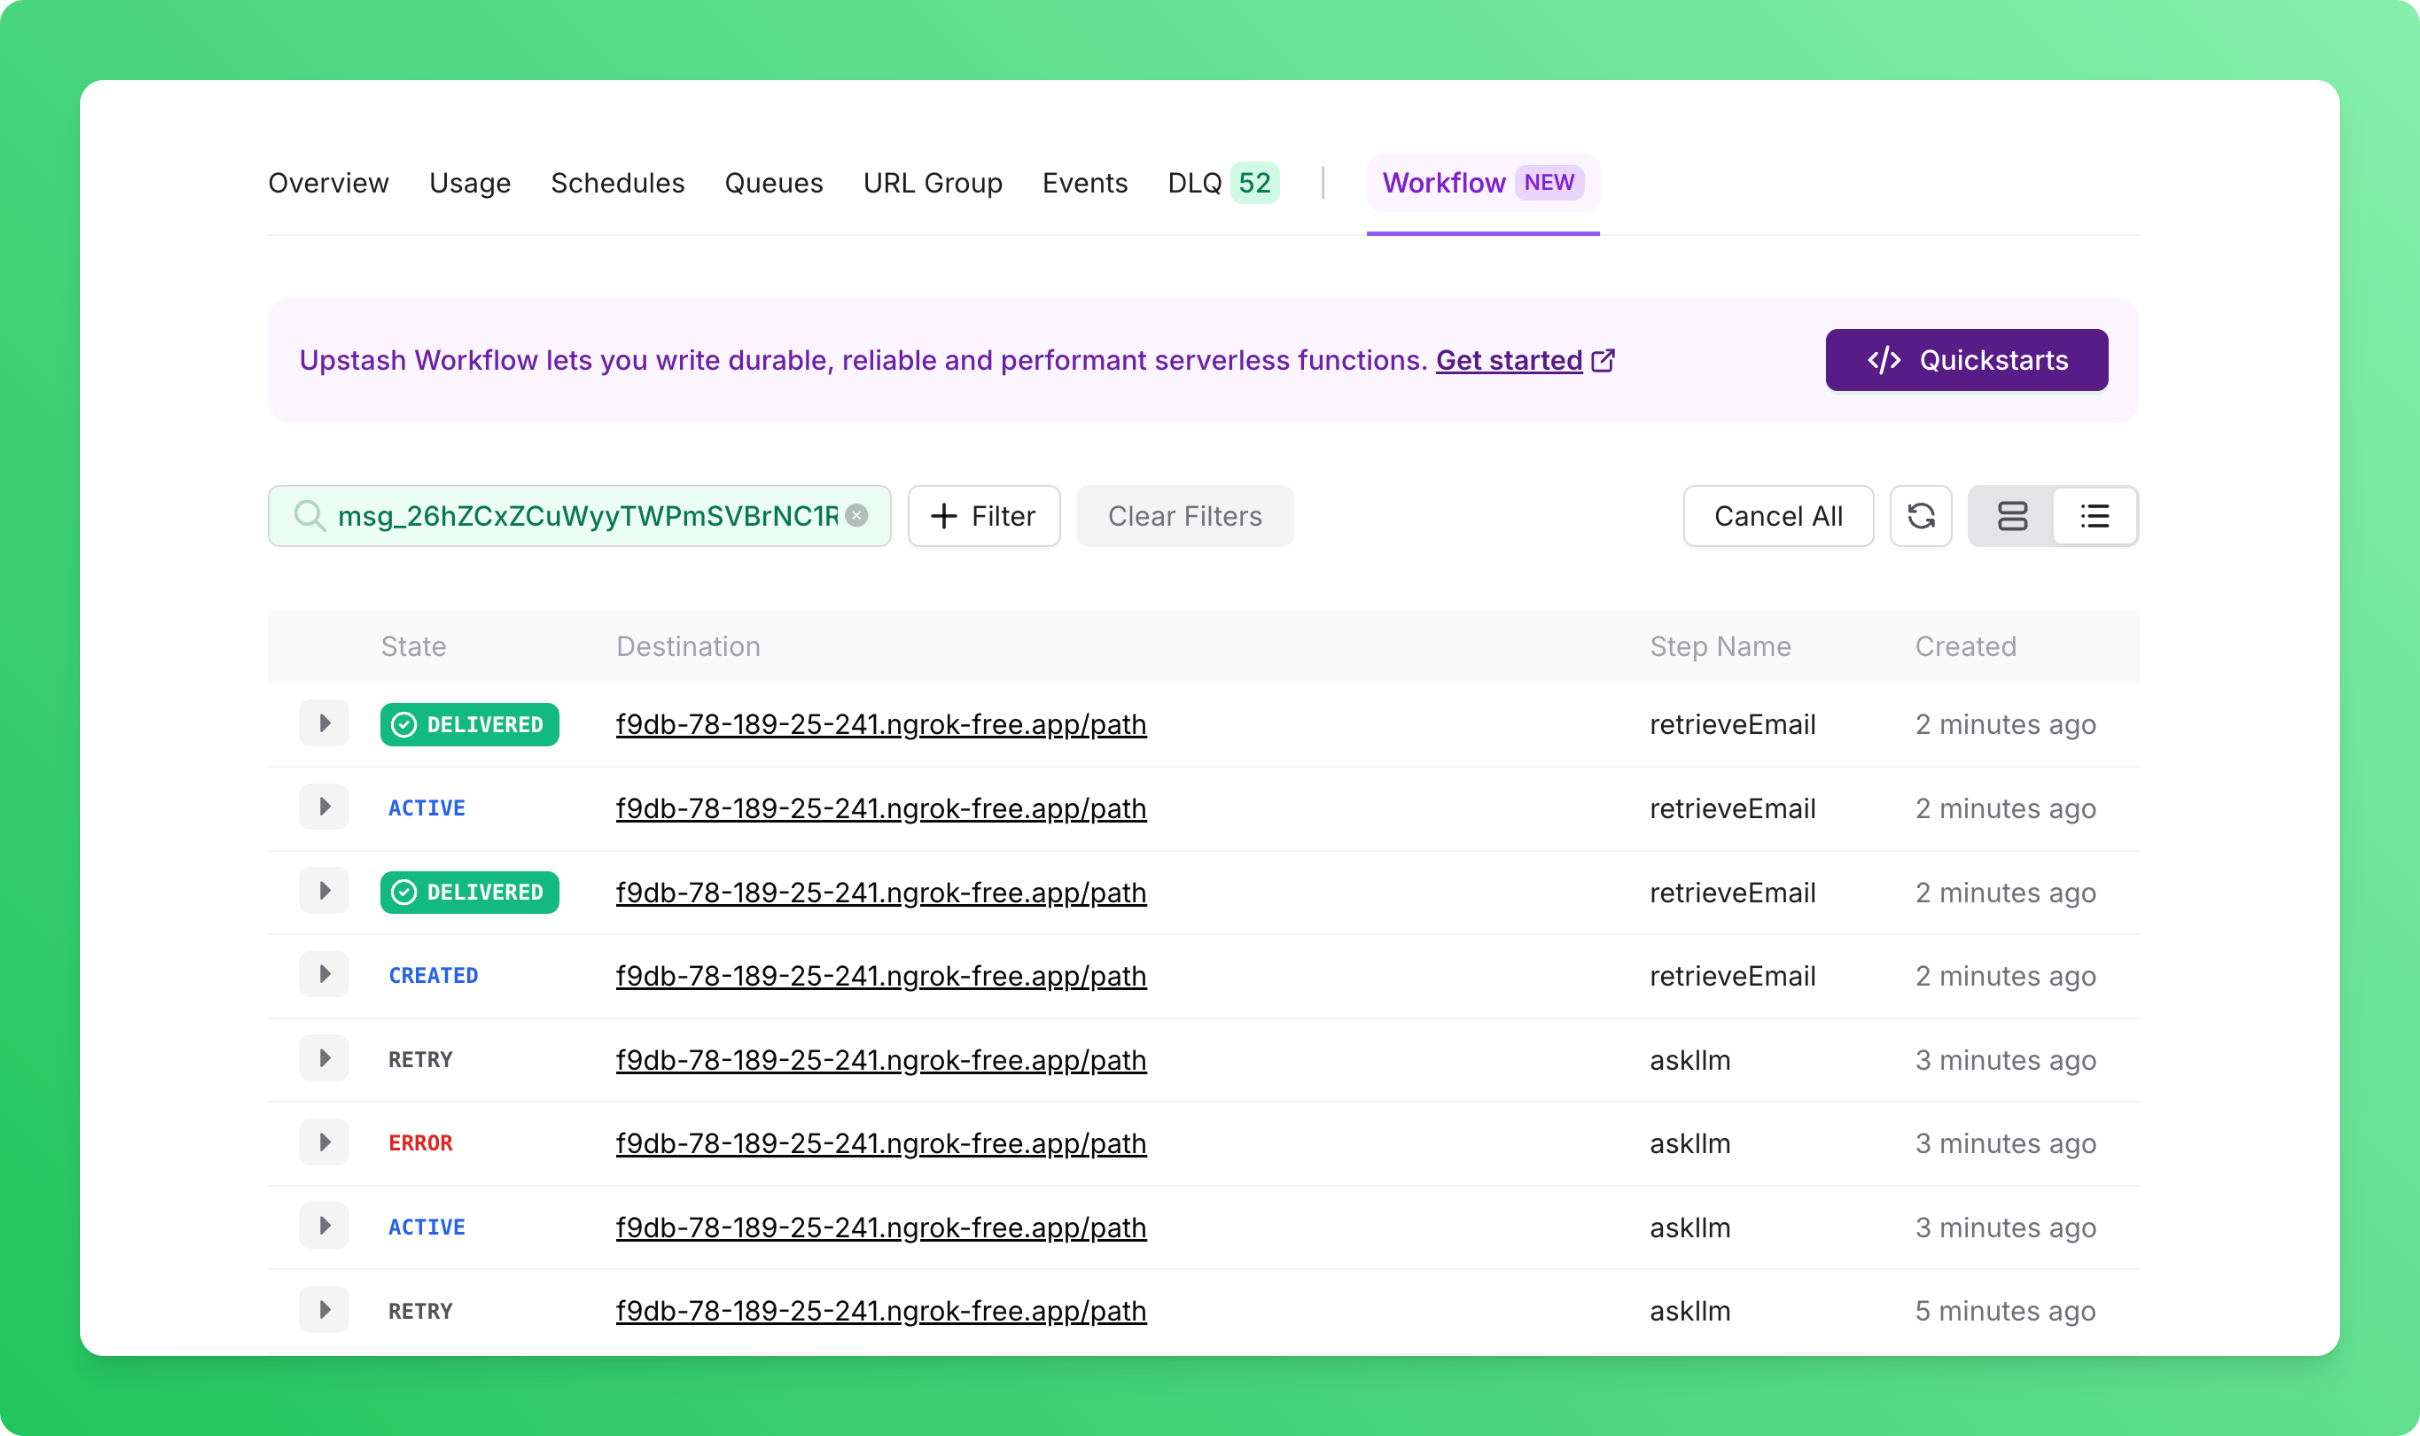 Overview Usage Schedules Queues URL Group Events DLQ 52 | Workflow NEW
Upstash Workflow lets you write durable, reliable and performant serverless functions. Get started </> Quickstarts
msg_26hZCxZCuWyyTWPmSVBrNC1R + Filter Clear Filters Cancel All
State Destination Step Name Created
DELIVERED f9db-78-189-25-241.ngrok-free.app/path retrieveEmail 2 minutes ago
ACTIVE f9db-78-189-25-241.ngrok-free.app/path retrieveEmail 2 minutes ago
DELIVERED f9db-78-189-25-241.ngrok-free.app/path retrieveEmail 2 minutes ago
CREATED f9db-78-189-25-241.ngrok-free.app/path retrieveEmail 2 minutes ago
RETRY f9db-78-189-25-241.ngrok-free.app/path askllm 3 minutes ago
ERROR f9db-78-189-25-241.ngrok-free.app/path askllm 3 minutes ago
ACTIVE f9db-78-189-25-241.ngrok-free.app/path askllm 3 minutes ago
RETRY f9db-78-189-25-241.ngrok-free.app/path askllm 5 minutes ago